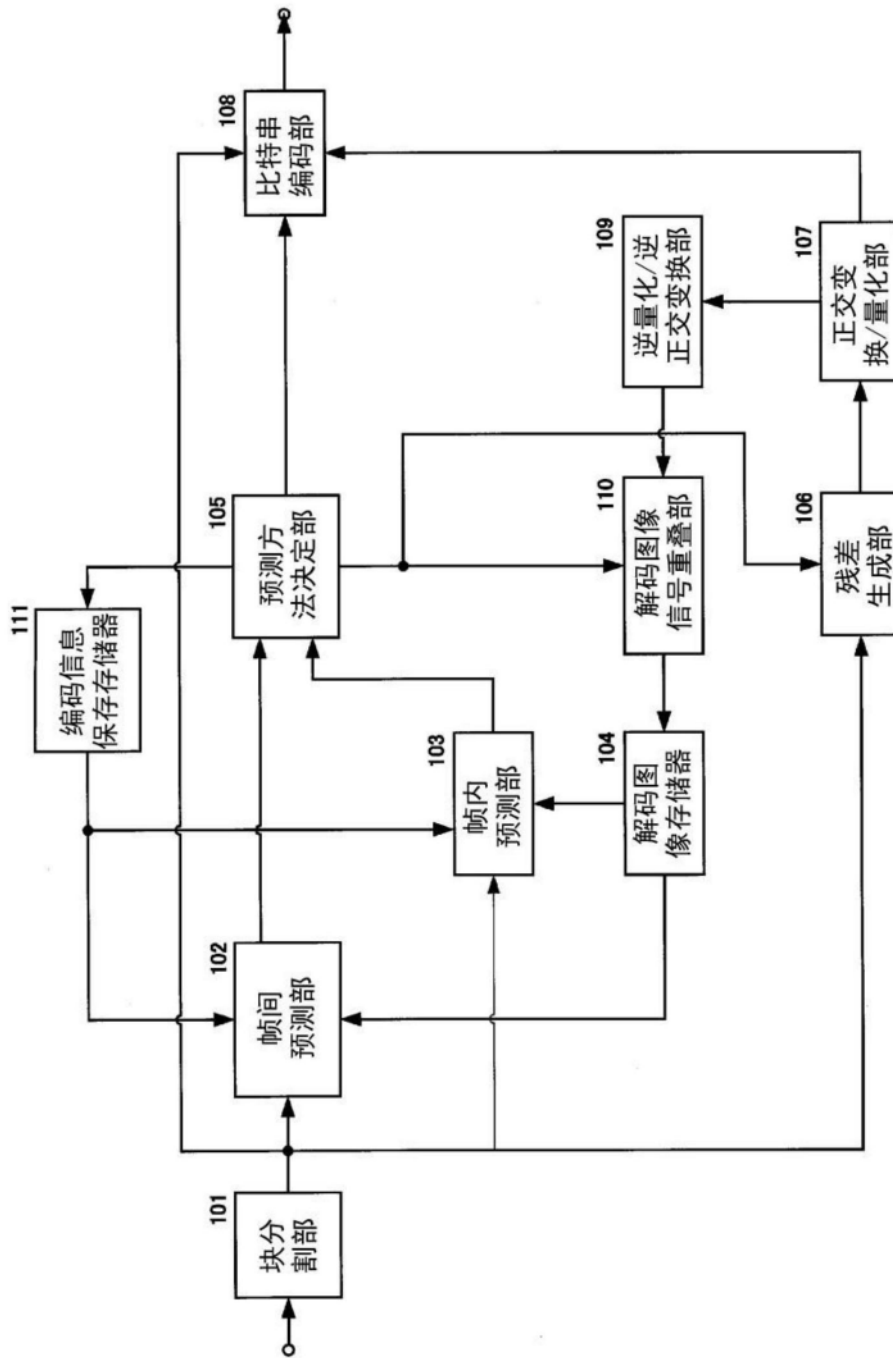 101
块分
割部
102
帧间
预测部
103
帧内
预测部
104
解码图
像存储器
105
预测方
法决定部
106
残差
生成部
107
正交变
换/量化部
108
比特串
编码部
109
逆量化/逆
正交变换部
110
解码图像
信号重叠部
111
编码信息
保存存储器